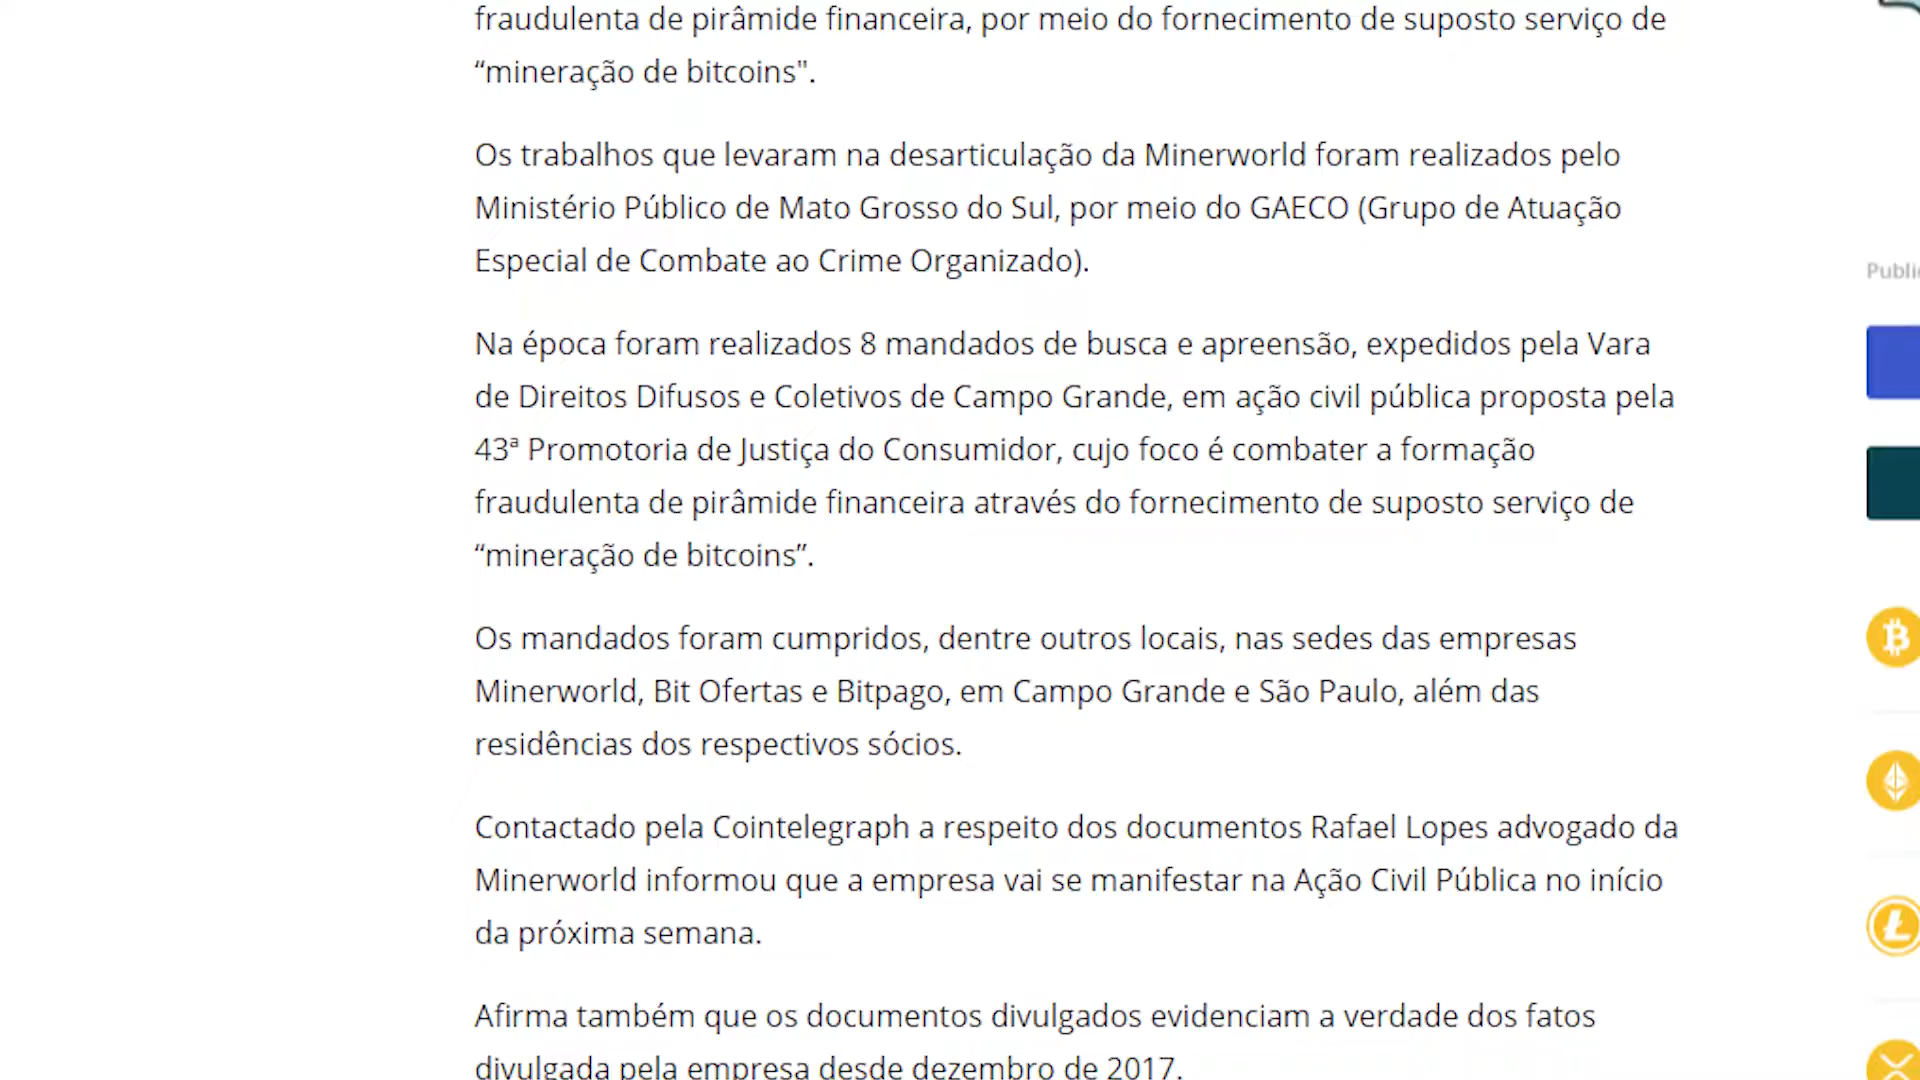 fraudulenta de pirâmide financeira, por meio do fornecimento de suposto serviço de
“mineração de bitcoins".
Os trabalhos que levaram na desarticulação da Minerworld foram realizados pelo
Ministério Público de Mato Grosso do Sul, por meio do GAECO (Grupo de Atuação
Especial de Combate ao Crime Organizado).
Na época foram realizados 8 mandados de busca e apreensão, expedidos pela Vara
de Direitos Difusos e Coletivos de Campo Grande, em ação civil pública proposta pela
43ª Promotoria de Justiça do Consumidor, cujo foco é combater a formação
fraudulenta de pirâmide financeira através do fornecimento de suposto serviço de
“mineração de bitcoins”.
Os mandados foram cumpridos, dentre outros locais, nas sedes das empresas
Minerworld, Bit Ofertas e Bitpago, em Campo Grande e São Paulo, além das
residências dos respectivos sócios.
Contactado pela Cointelegraph a respeito dos documentos Rafael Lopes advogado da
Minerworld informou que a empresa vai se manifestar na Ação Civil Pública no início
da próxima semana.
Afirma também que os documentos divulgados evidenciam a verdade dos fatos
divulgada pela empresa desde dezembro de 2017.